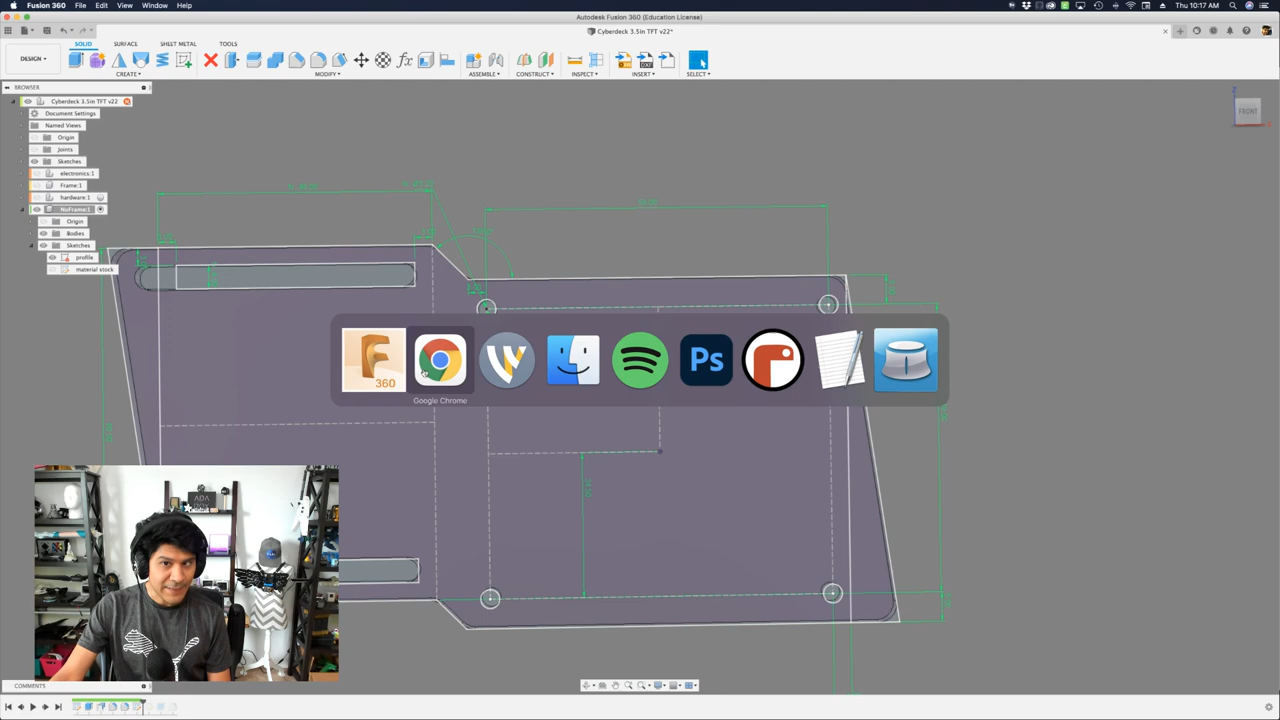 Fusion 360 File Edit View Window Help Thu 10:17 AM
Autodesk Fusion 360 (Education License)
Cyberdeck 3.5in TFT v22*
SOLID SURFACE SHEET METAL TOOLS
DESIGN
CREATE MODIFY ASSEMBLE CONSTRUCT INSPECT INSERT SELECT
BROWSER
Cyberdeck 3.5in TFT v22
Document Settings
Named Views
Origin
Joints
Sketches
electronics:1
Frame:1
hardware:1
NuFrame:1
Origin
Bodies
Sketches
profile
material stock
FRONT
360
Ps
Google Chrome
ADA
BOX
COMMENTS